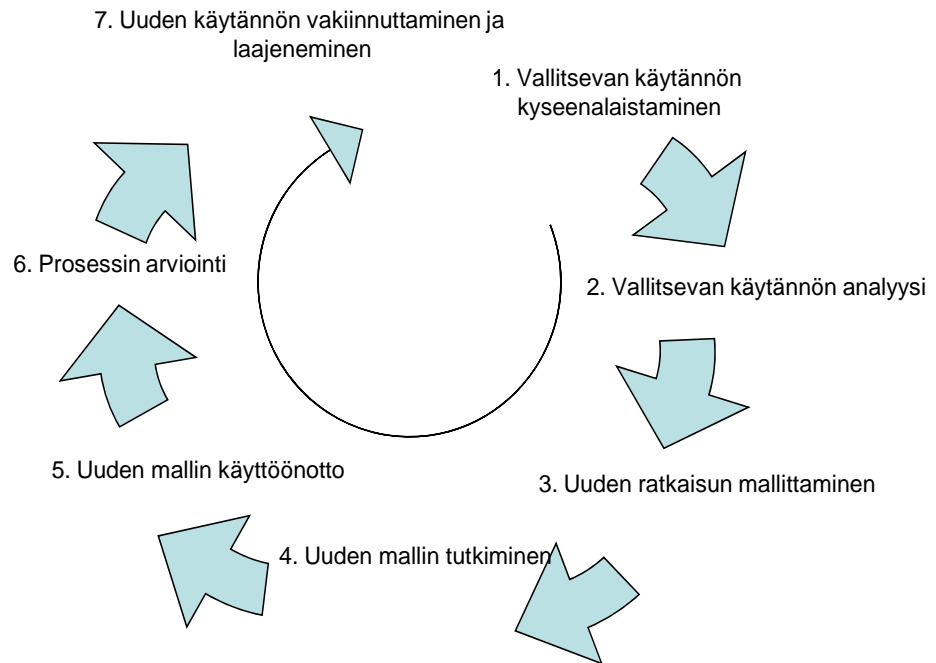 7. Uuden käytännön vakiinnuttaminen ja
laajeneminen
1. Vallitsevan käytännön
kyseenalaistaminen
2. Vallitsevan käytännön analyysi
3. Uuden ratkaisun mallittaminen
4. Uuden mallin tutkiminen
5. Uuden mallin käyttöönotto
6. Prosessin arviointi